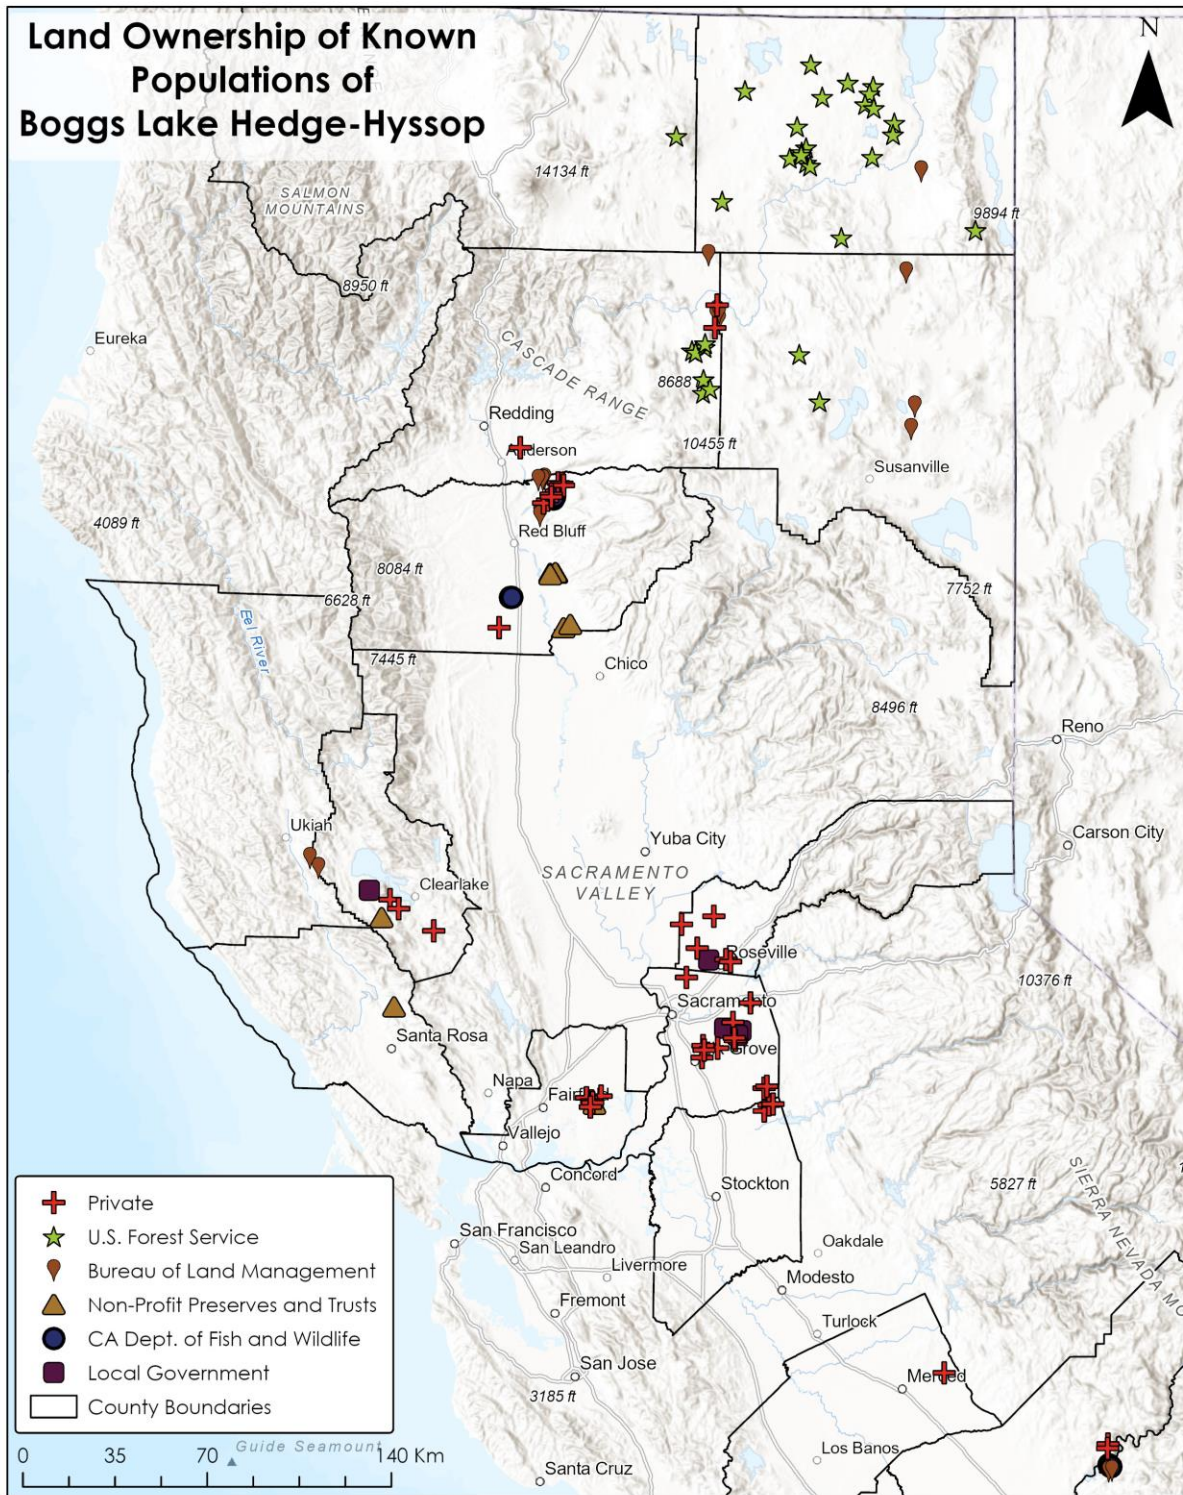 Land Ownership of Known
Populations of
Boggs Lake Hedge-Hyssop
N
14134 ft
SALMON
MOUNTAINS
9894 ft
8950 ft
Eureka
CASCADE RANGE
8688
Redding
10455 ft
Anderson
Susanville
4089 ft
Red Bluff
8084 ft
7752 ft
6628 ft
Eel River
7445 ft
Chico
8496 ft
Reno
Ukiah
Yuba City
Carson City
SACRAMENTO
VALLEY
Clearlake
Roseville
10376 ft
Sacramento
Santa Rosa
Grove
Napa
Fairfield
Vallejo
Concord
Stockton
5827 ft
SIERRA NEVADA MO
San Francisco
San Leandro
Oakdale
Livermore
Modesto
Fremont
Turlock
San Jose
Merced
3185 ft
Los Banos
Santa Cruz
Private
U.S. Forest Service
Bureau of Land Management
Non-Profit Preserves and Trusts
CA Dept. of Fish and Wildlife
Local Government
County Boundaries
0 35 70 140 Km
Guide Seamount